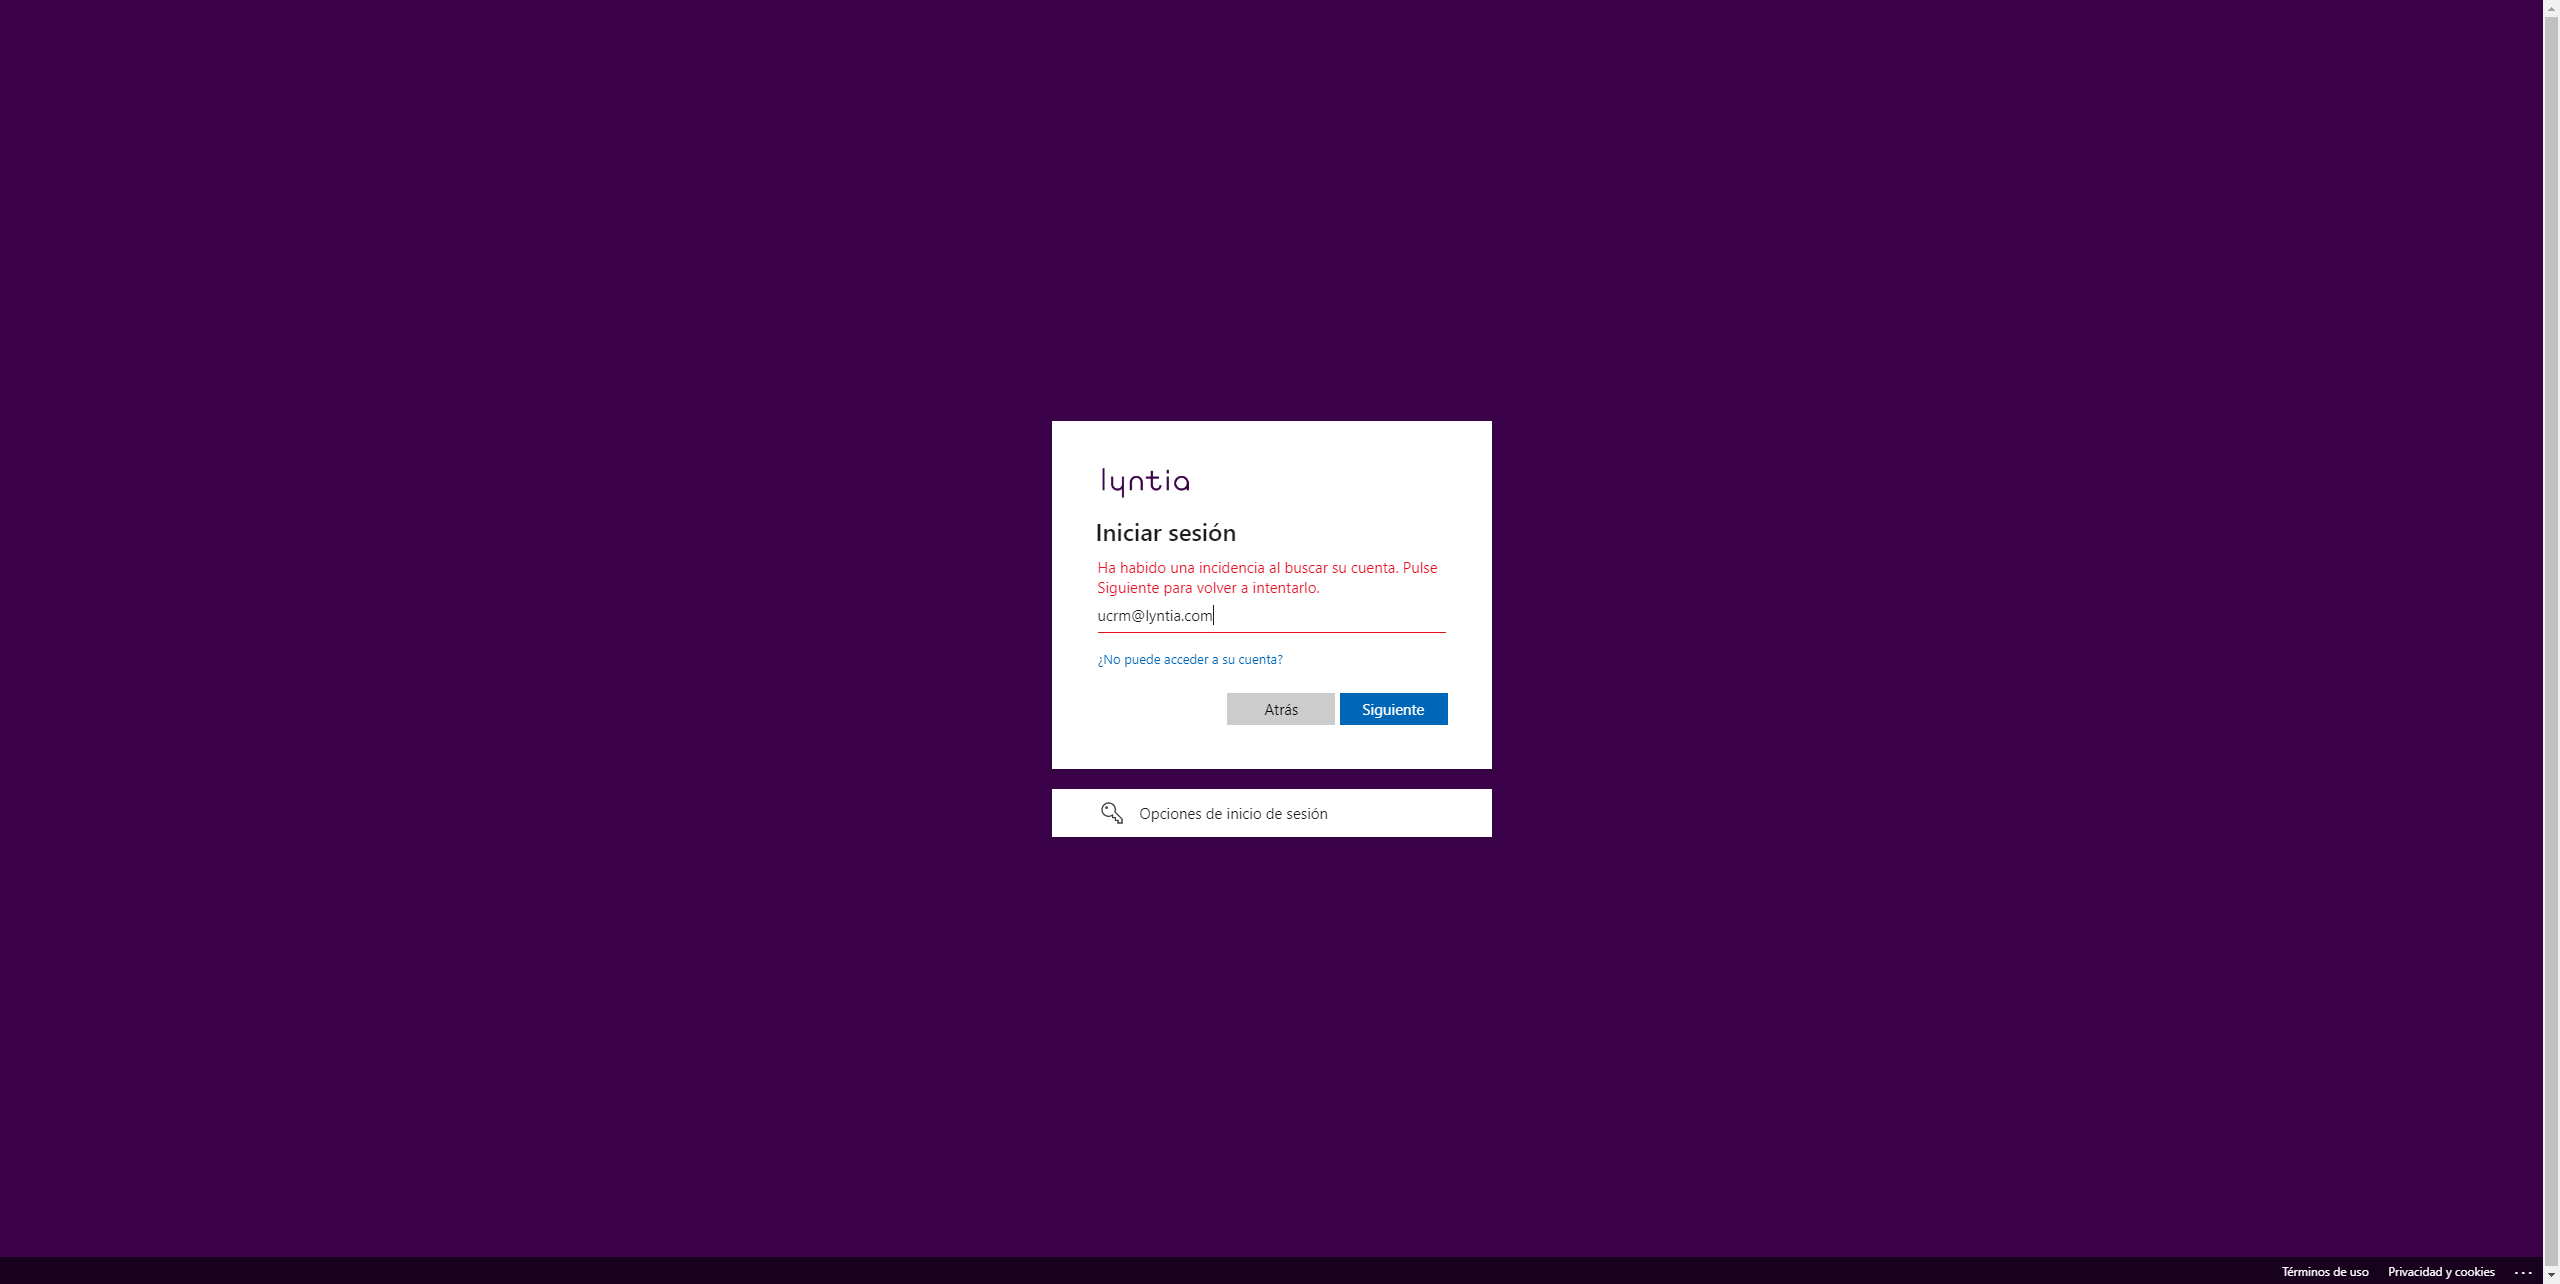 lyntia
Iniciar sesión
Ha habido una incidencia al buscar su cuenta. Pulse
Siguiente para volver a intentarlo.
ucrm@lyntia.com
¿No puede acceder a su cuenta?
Atrás Siguiente
Opciones de inicio de sesión
Términos de uso Privacidad y cookies ...